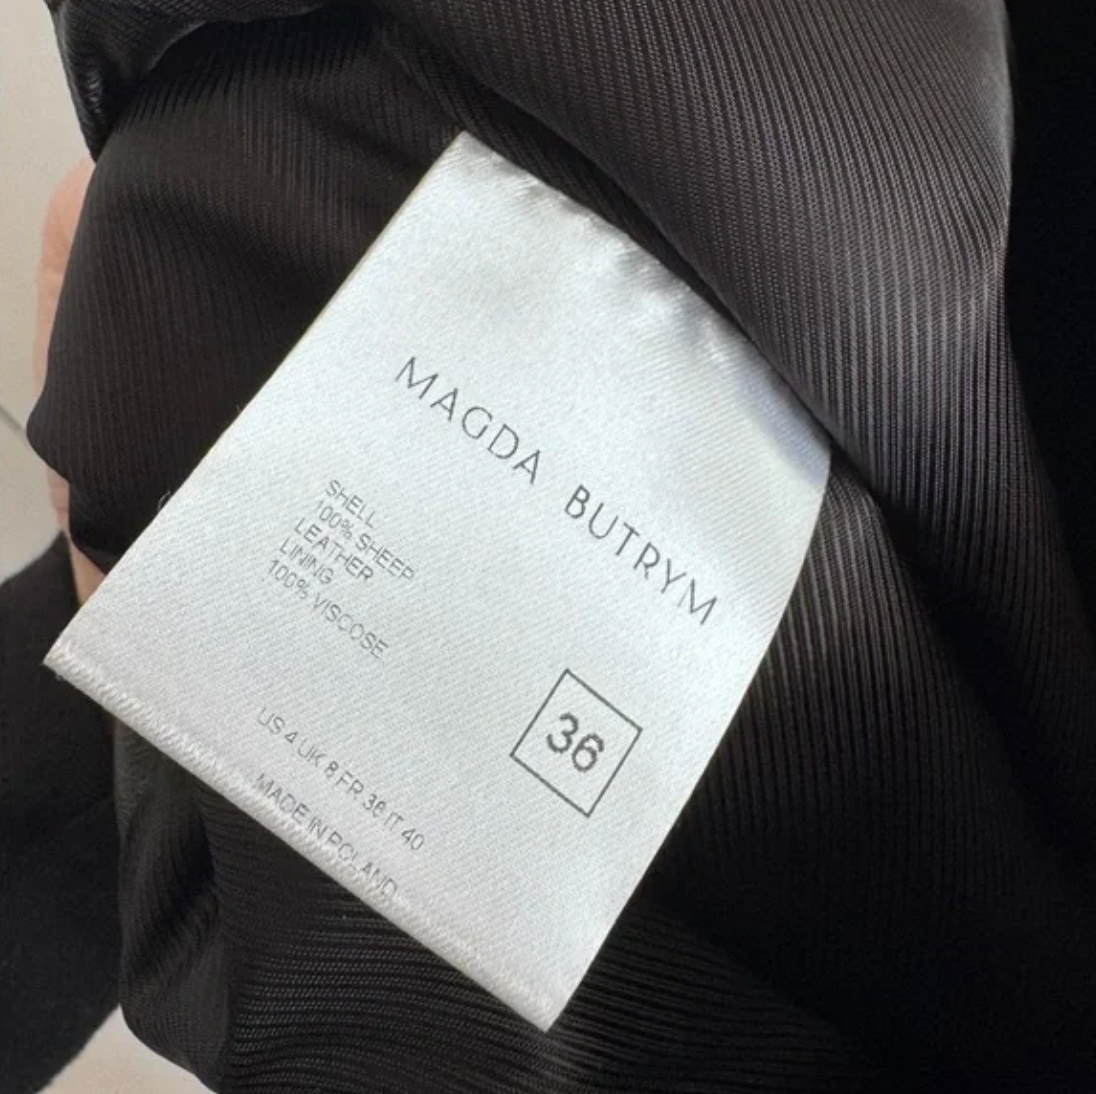 MAGDA BUTRYM
SHELL
100% SHEEP
LEATHER
LINING
100% VISCOSE
36
US 4 UK 8 FR 36 IT 40
MADE IN POLAND